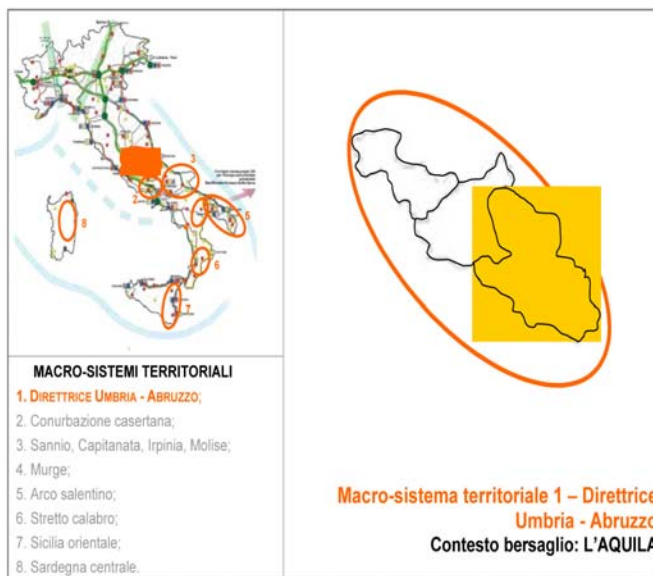 3
2
5
8
6
7
MACRO-SISTEMI TERRITORIALI
1. DIRETTRICE UMBRIA - ABRUZZO;
2. Conurbazione casertana;
3. Sannio, Capitanata, Irpinia, Molise;
4. Murge;
5. Arco salentino;
6. Stretto calabro;
7. Sicilia orientale;
8. Sardegna centrale.
Macro-sistema territoriale 1 – Direttrice
Umbria - Abruzzo
Contesto bersaglio: L'AQUILA